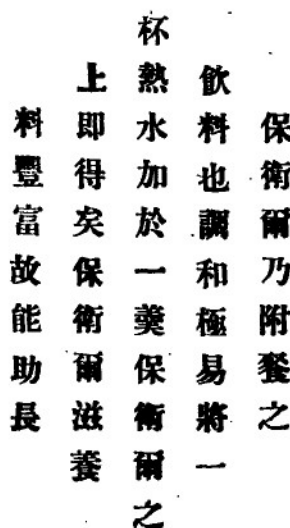 保衛爾乃附餐之
飲料也調和極易將一
杯熱水加於一羹保衛爾之
上即得矣保衛爾滋養
料豐富故能助長